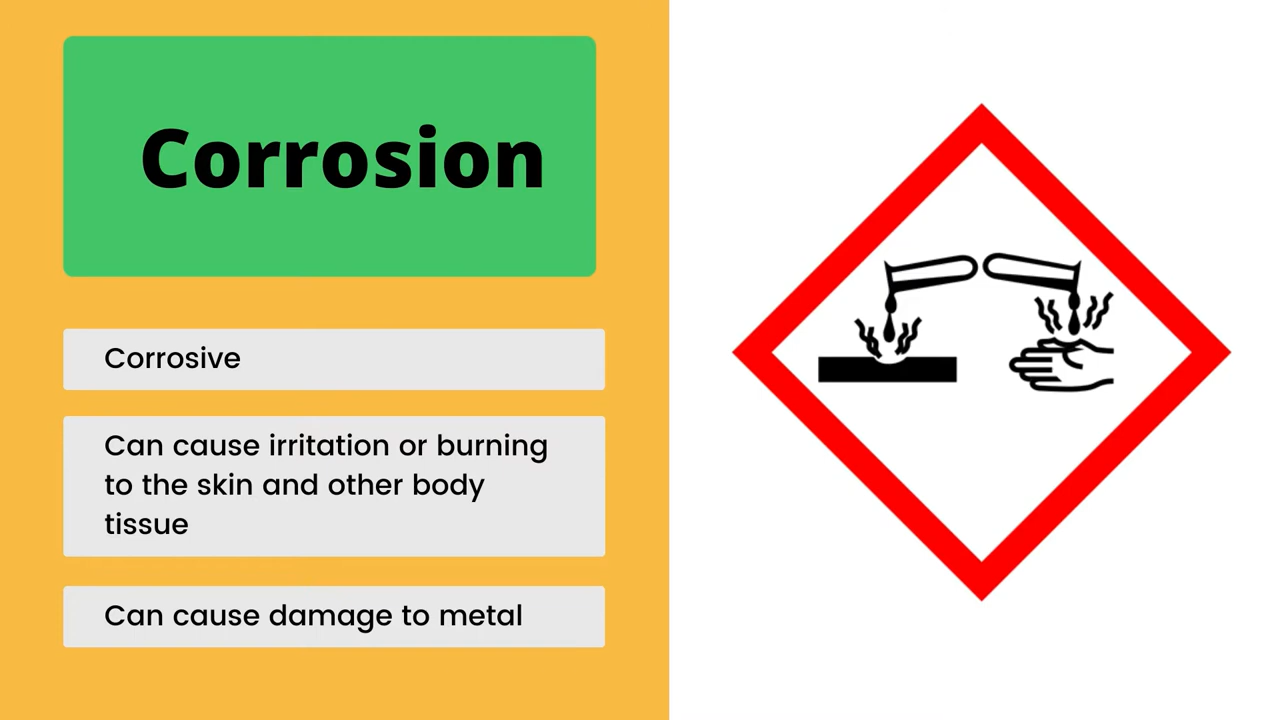 Corrosion
Corrosive
Can cause irritation or burning
to the skin and other body
tissue
Can cause damage to metal